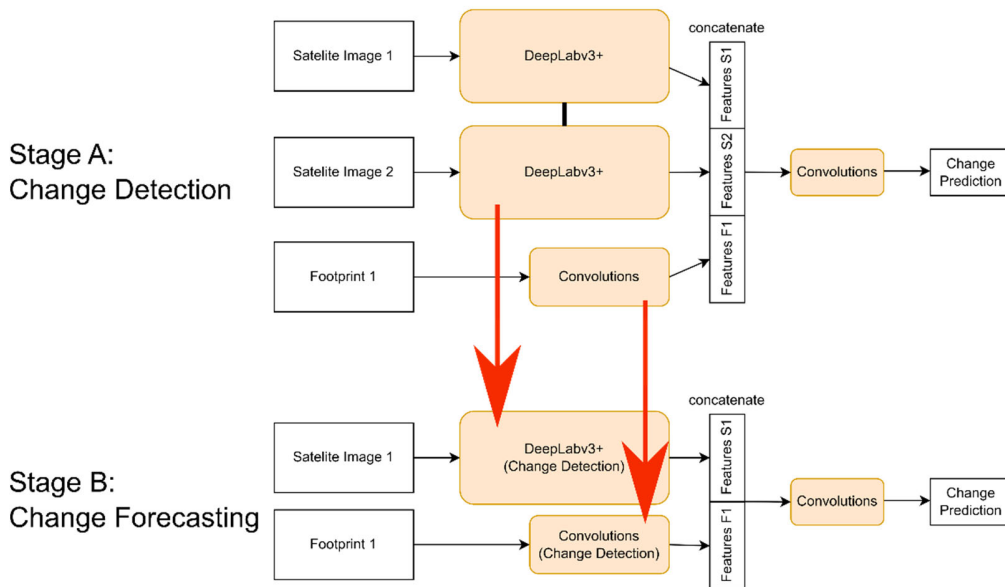 concatenate
Satelite Image 1
DeepLabv3+
Features S1
Stage A:
Change Detection
Satelite Image 2
DeepLabv3+
Features S2
Convolutions
Change
Prediction
Footprint 1
Convolutions
Features F1
concatenate
Satelite Image 1
DeepLabv3+
(Change Detection)
Features S1
Stage B:
Change Forecasting
Convolutions
Change
Prediction
Footprint 1
Convolutions
(Change Detection)
Features F1